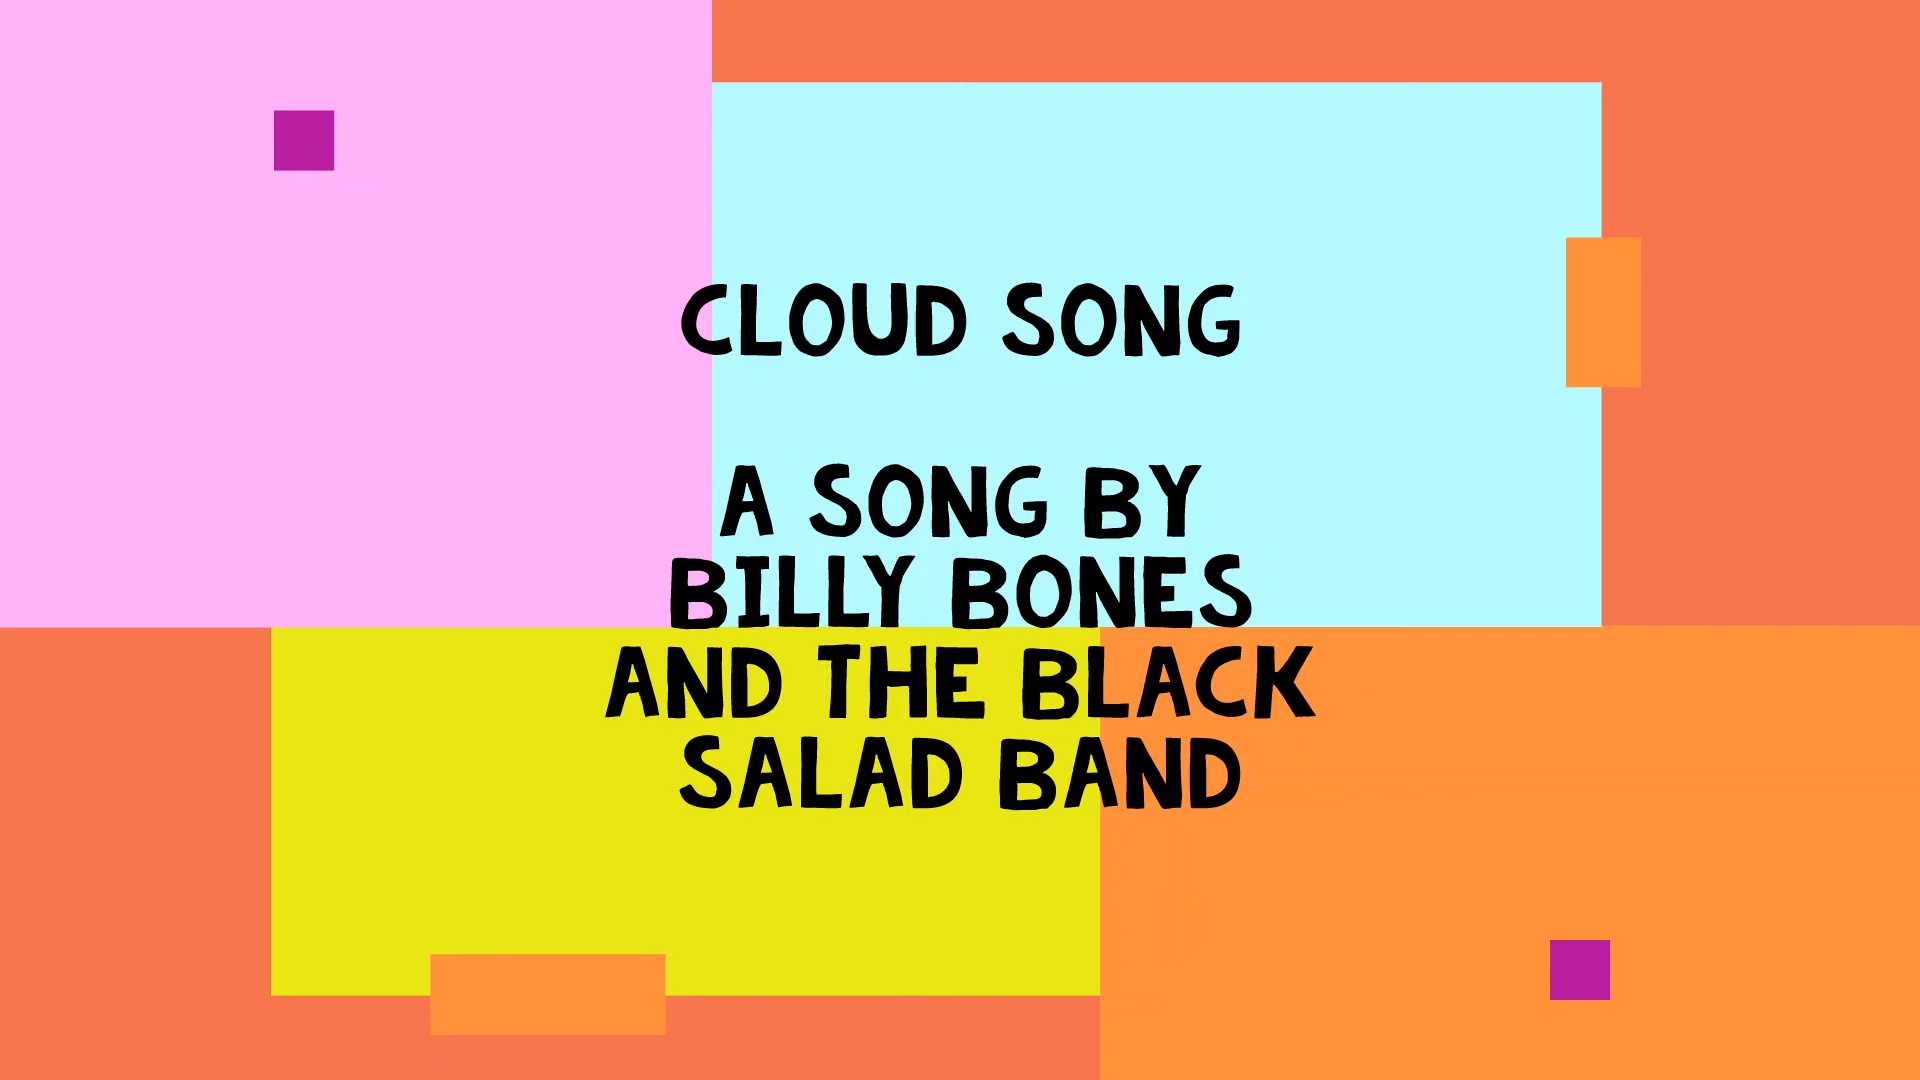 CLOUD SONG
A SONG BY
BILLY BONES
AND THE BLACK
SALAD BAND